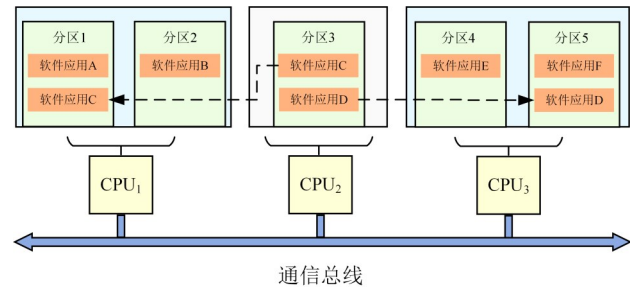 分区1
软件应用A
软件应用C
分区2
软件应用B
分区3
软件应用C
软件应用D
分区4
软件应用E
分区5
软件应用F
软件应用D
CPU₁
CPU₂
CPU₃
通信总线